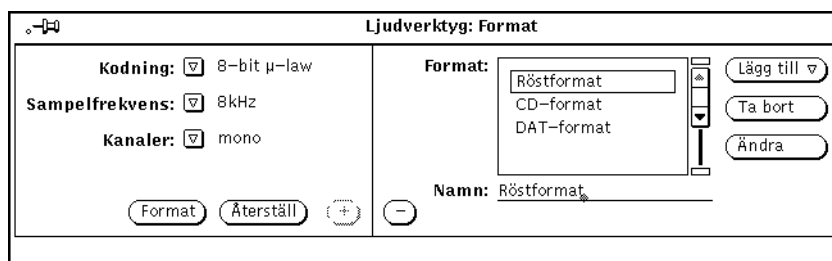 Ljudverktyg: Format
Kodning: 8-bit µ-law
Sampelfrekvens: 8kHz
Kanaler: mono
Format Återställ +
Format:
Röstformat
CD-format
DAT-format
Lägg till
Ta bort
Ändra
Namn: Röstformat
-